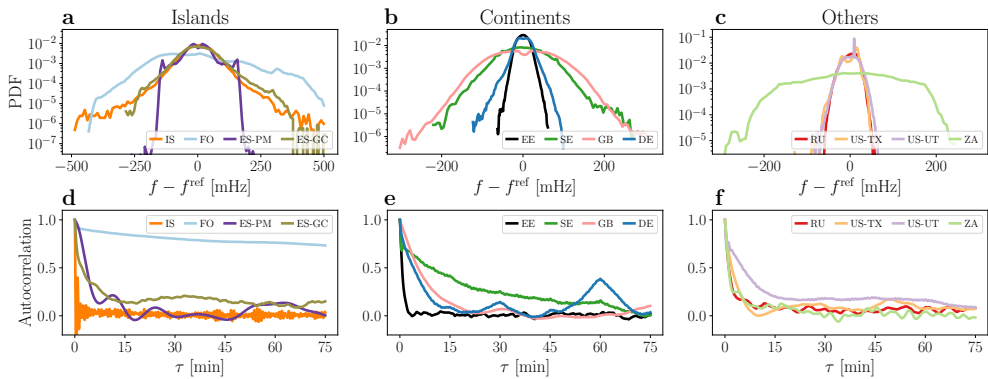 Islands
Continents
Others
a
b
c
PDF
10⁻²
10⁻³
10⁻⁴
10⁻⁵
10⁻⁶
10⁻⁷
IS FO ES-PM ES-GC
−500 −250 0 250 500
f − f^ref [mHz]
10⁻²
10⁻³
10⁻⁴
10⁻⁵
10⁻⁶
EE SE GB DE
−200 0 200
f − f^ref [mHz]
10⁻¹
10⁻²
10⁻³
10⁻⁴
10⁻⁵
RU US-TX US-UT ZA
−200 0 200
f − f^ref [mHz]
d
e
f
Autocorrelation
1.0
0.5
0.0
IS FO ES-PM ES-GC
0 15 30 45 60 75
τ [min]
1.0
0.5
0.0
EE SE GB DE
0 15 30 45 60 75
τ [min]
1.0
0.5
0.0
RU US-TX US-UT ZA
0 15 30 45 60 75
τ [min]